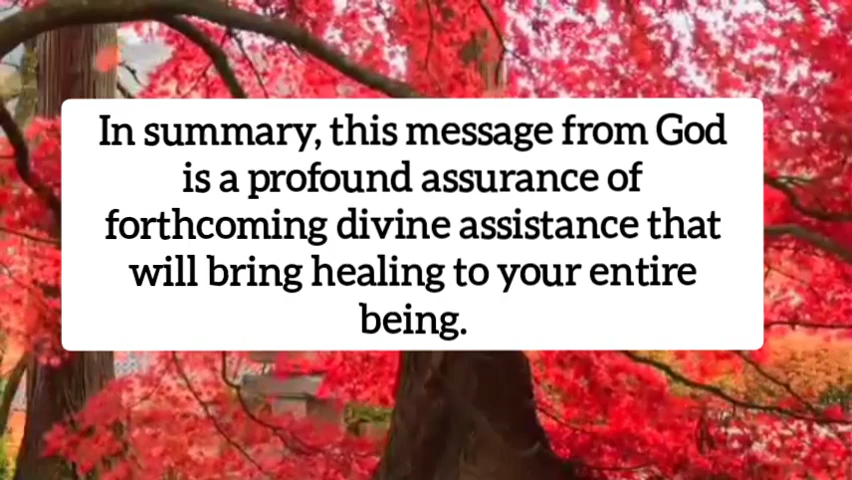 In summary, this message from God
is a profound assurance of
forthcoming divine assistance that
will bring healing to your entire
being.